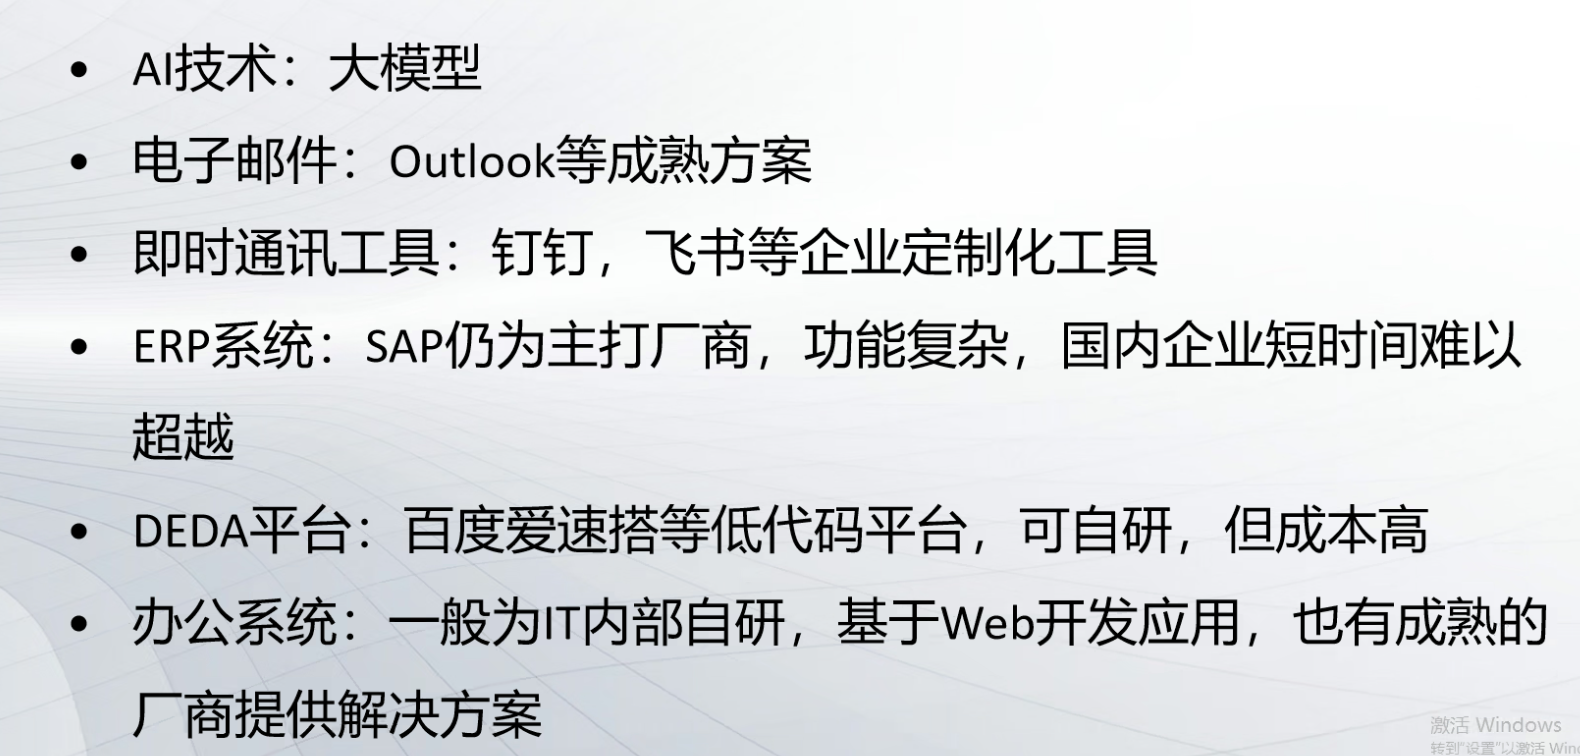 • AI技术：大模型
• 电子邮件：Outlook等成熟方案
• 即时通讯工具：钉钉，飞书等企业定制化工具
• ERP系统：SAP仍为主打厂商，功能复杂，国内企业短时间难以
超越
• DEDA平台：百度爱速搭等低代码平台，可自研，但成本高
• 办公系统：一般为IT内部自研，基于Web开发应用，也有成熟的
厂商提供解决方案
激活 Windows
转到"设置"以激活 Win